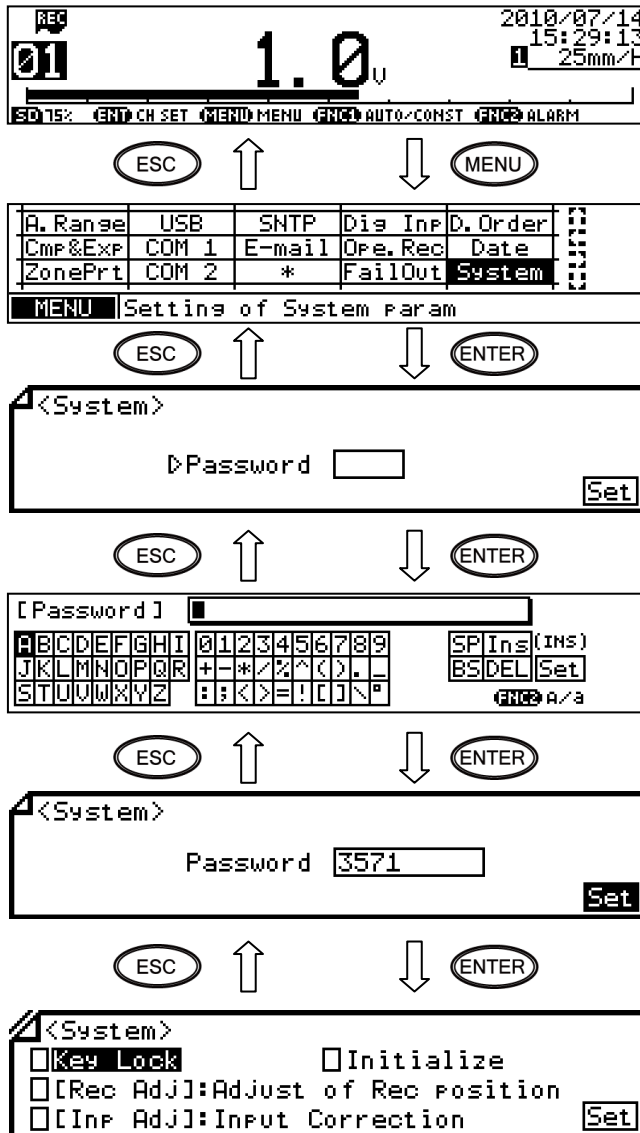 REC
2010/07/14
01 1.0V 15:29:13
1 25mm/H
SD 75% ENT CH SET MENU MENU FNC1 AUTO/CONST FNC2 ALARM
ESC MENU
A.Range USB SNTP Dig Inp D.Order
Cmp&Exp COM 1 E-mail Ope.Rec Date
ZonePrt COM 2 * FailOut System
MENU Setting of System param
ESC ENTER
<System>
▷Password
Set
ESC ENTER
[Password]
ABCDEFGHI 0123456789 SP Ins (INS)
JKLMNOPQR +-*/%^()._ BS DEL Set
STUVWXYZ :;<>=![]\° FNC2 A/a
ESC ENTER
<System>
Password 3571
Set
ESC ENTER
<System>
□Key Lock □Initialize
□[Rec Adj]:Adjust of Rec position
□[Inp Adj]:Input Correction Set